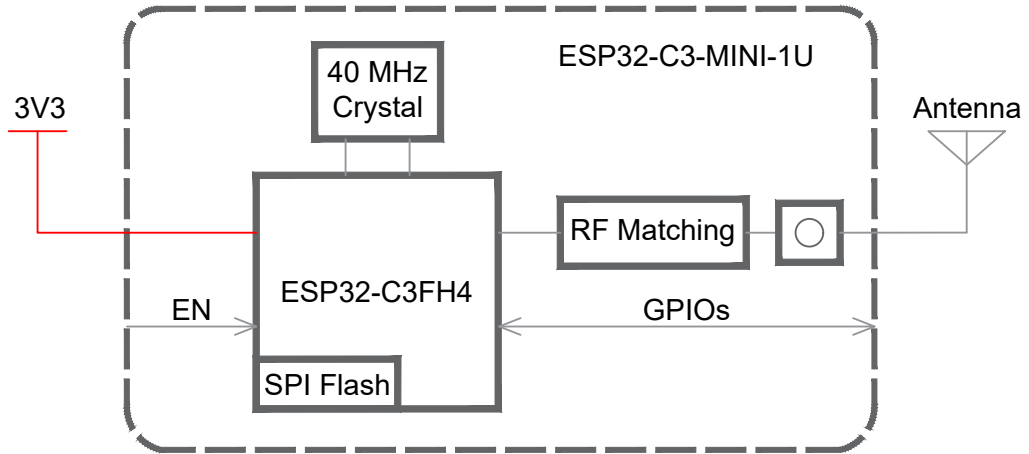 ESP32-C3-MINI-1U
40 MHz
Crystal
3V3
Antenna
RF Matching
ESP32-C3FH4
EN
GPIOs
SPI Flash